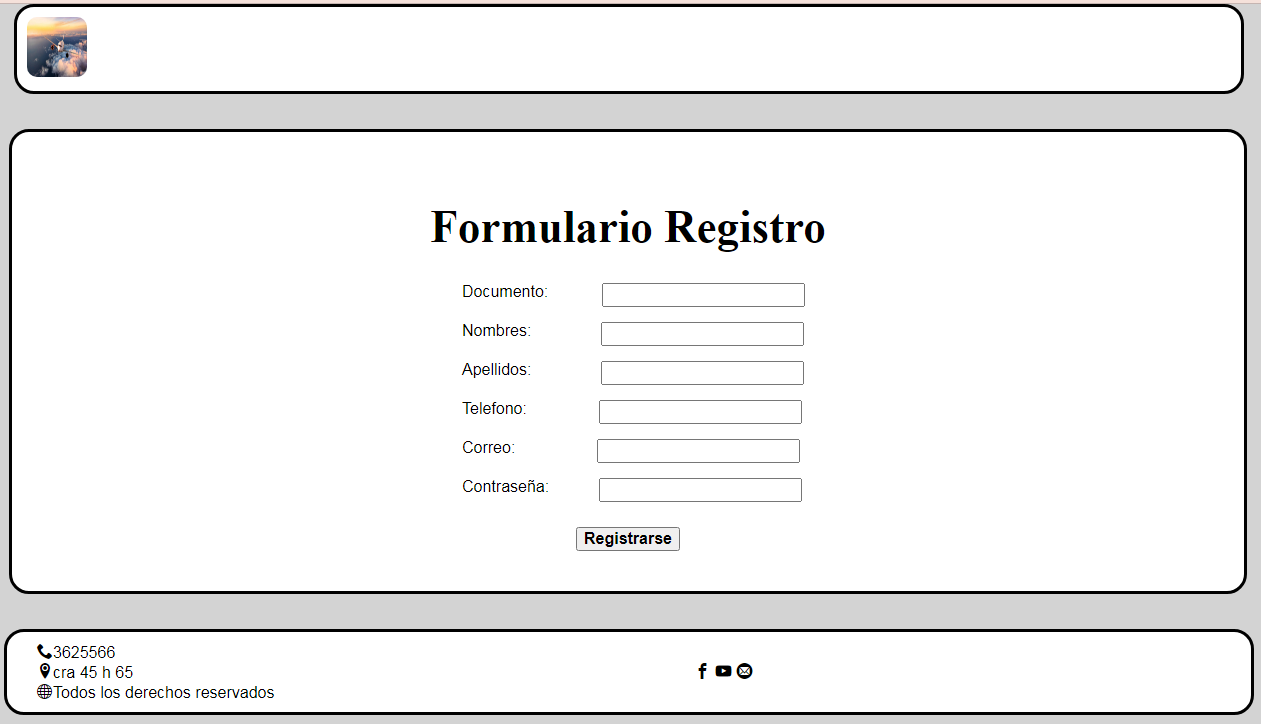 Formulario Registro
Documento:
Nombres:
Apellidos:
Telefono:
Correo:
Contraseña:
Registrarse
3625566
cra 45 h 65
Todos los derechos reservados